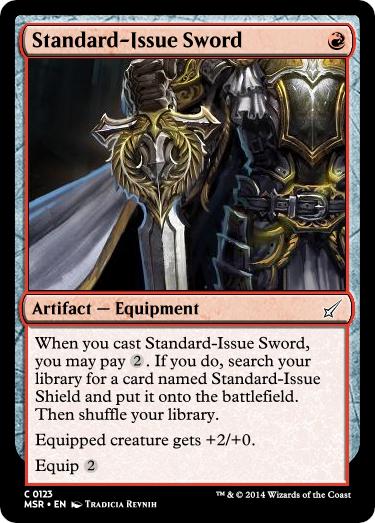 Standard-Issue Sword
Artifact — Equipment
When you cast Standard-Issue Sword,
you may pay 2. If you do, search your
library for a card named Standard-Issue
Shield and put it onto the battlefield.
Then shuffle your library.
Equipped creature gets +2/+0.
Equip 2
C 0123
MSR • EN Tradicia Revnih
™ & © 2014 Wizards of the Coast